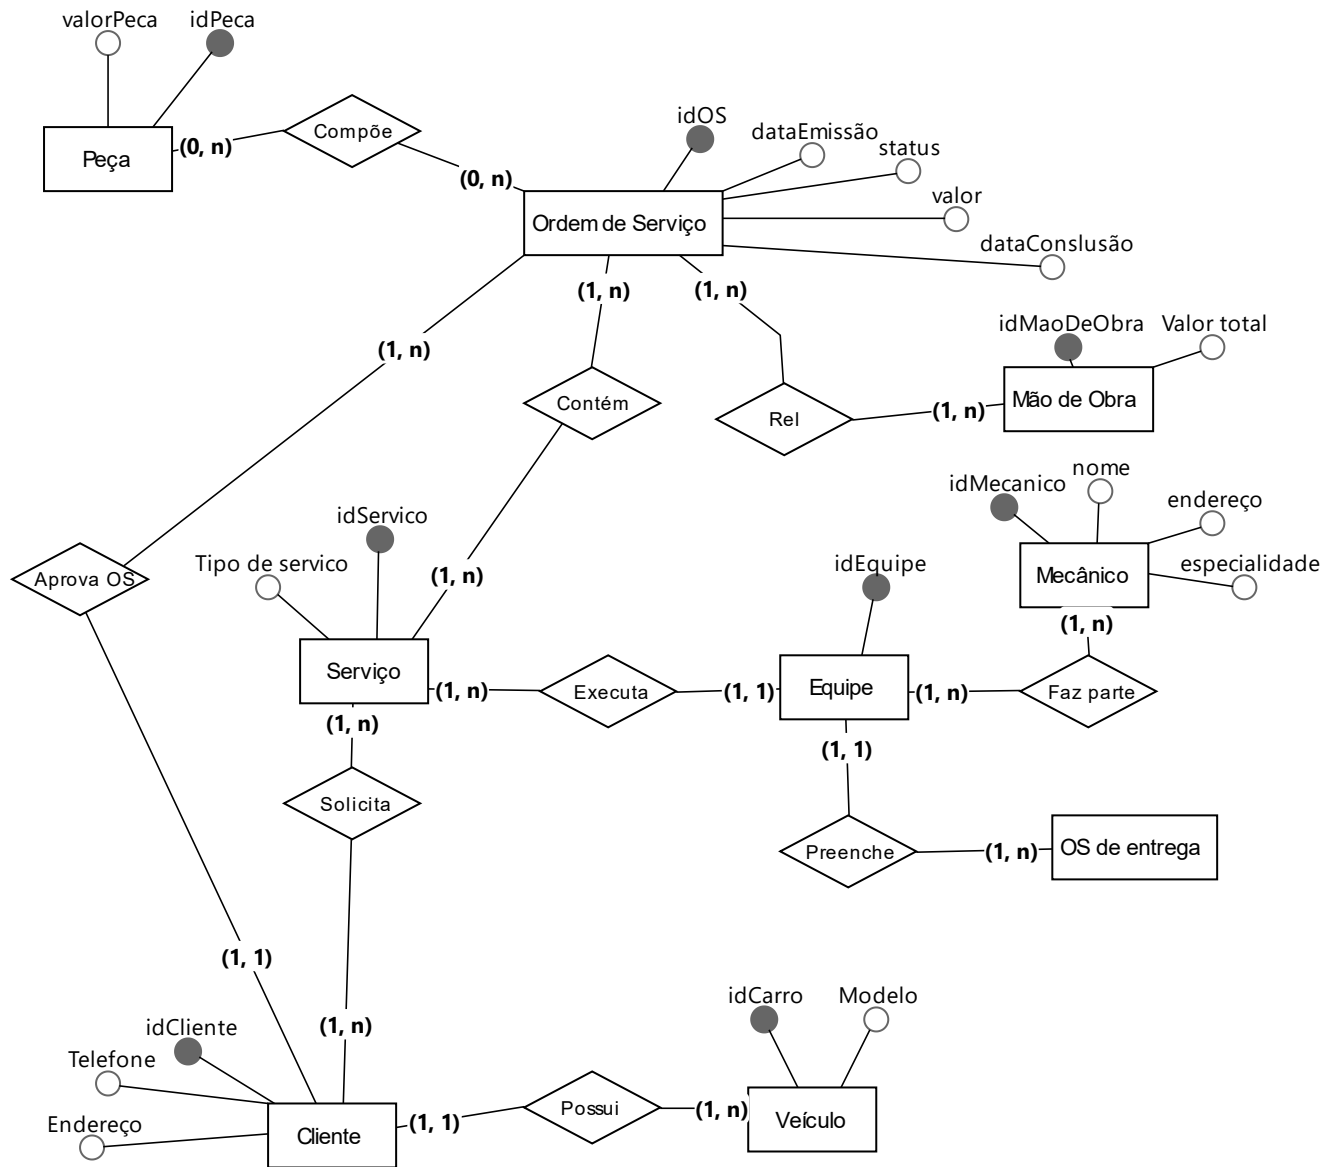 valorPeca
idPeca
Peça
(0, n)
Compõe
(0, n)
idOS
dataEmissão
status
valor
dataConslusão
Ordem de Serviço
(1, n)
(1, n)
(1, n)
idMaoDeObra
Valor total
Mão de Obra
(1, n)
Rel
Contém
(1, n)
idMecanico
nome
endereço
especialidade
Mecânico
(1, n)
Faz parte
(1, n)
idEquipe
Equipe
(1, 1)
Executa
(1, n)
idServico
Tipo de servico
Serviço
(1, n)
Aprova OS
Solicita
(1, 1)
Preenche
(1, n)
OS de entrega
(1, 1)
(1, n)
idCliente
Telefone
Endereço
Cliente
(1, 1)
Possui
(1, n)
idCarro
Modelo
Veículo